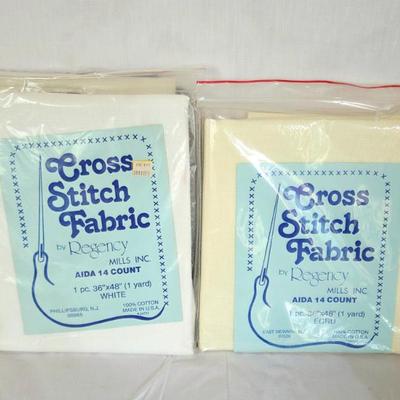 Cross
Stitch
Fabric
by Regency
MILLS INC.
AIDA 14 COUNT
1 pc. 36"x48" (1 yard)
WHITE
PHILLIPSBURG, N.J.
100% COTTON
MADE IN U.S.A.
Cross
Stitch
Fabric
by Regency
MILLS INC.
AIDA 14 COUNT
1 pc. 36"x48" (1 yard)
ECRU
EAST NEWARK, N.J.
100% COTTON
MADE IN U.S.A.